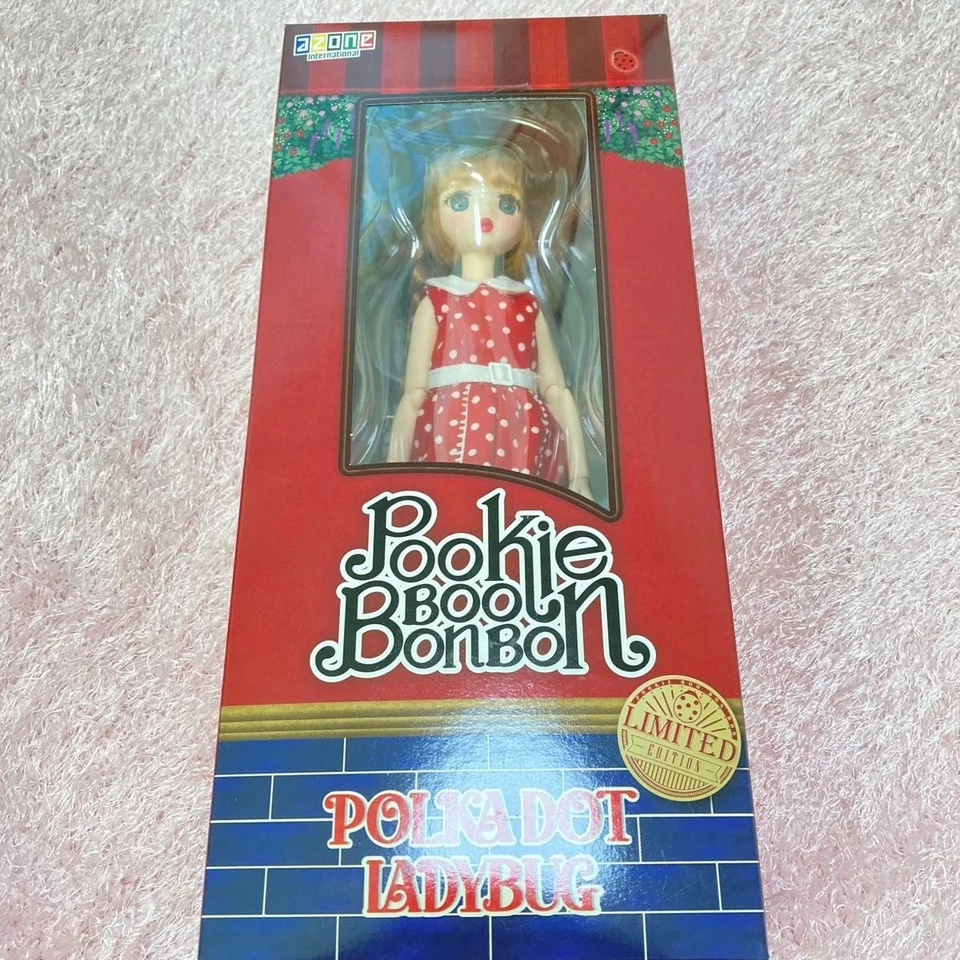 azone
International
Pookie
BOO
BonBon
LIMITED
EDITION
POLKA DOT
LADYBUG